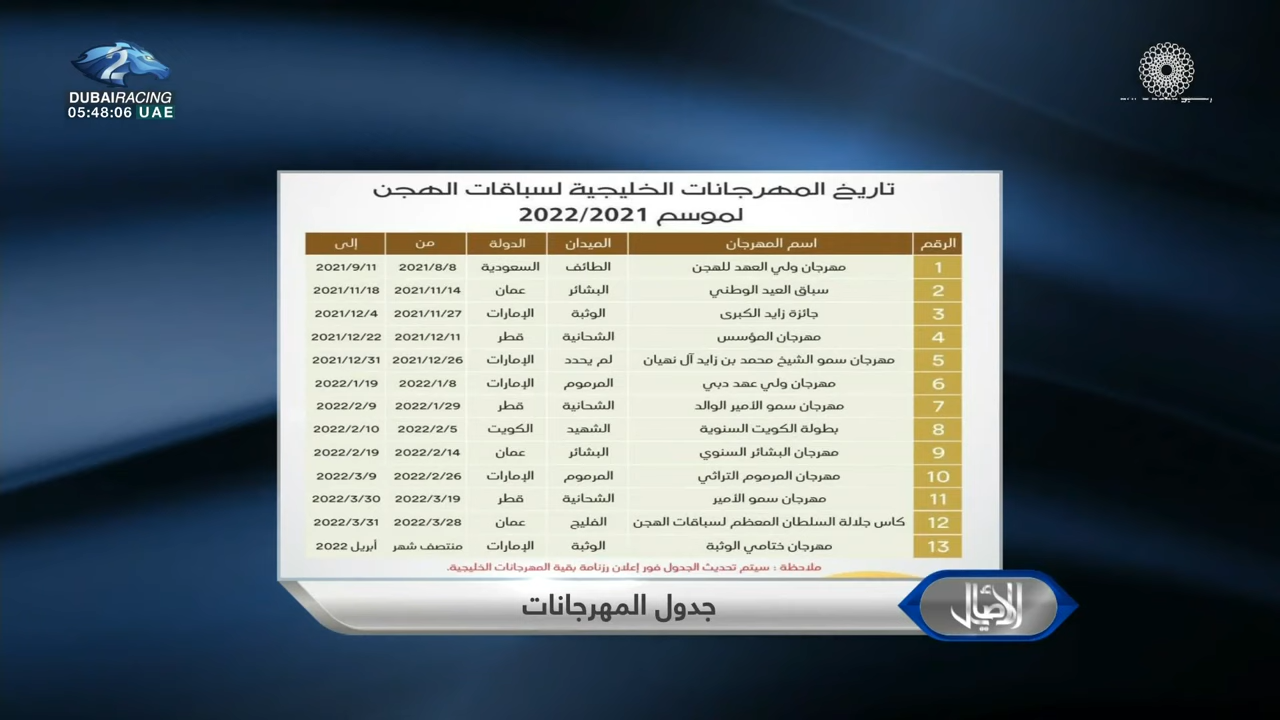 DUBAIRACING
05:48:06 UAE
تاريخ المهرجانات الخليجية لسباقات الهجن
لموسم 2022/2021
الرقم اسم المهرجان الميدان الدولة من إلى
1 مهرجان ولي العهد للهجن الطائف السعودية 2021/8/8 2021/9/11
2 سباق العيد الوطني البشائر عمان 2021/11/14 2021/11/18
3 جائزة زايد الكبرى الوثبة الإمارات 2021/11/27 2021/12/4
4 مهرجان المؤسس الشحانية قطر 2021/12/11 2021/12/22
5 مهرجان سمو الشيخ محمد بن زايد آل نهيان لم يحدد الإمارات 2021/12/26 2021/12/31
6 مهرجان ولي عهد دبي المرموم الإمارات 2022/1/8 2022/1/19
7 مهرجان سمو الأمير الوالد الشحانية قطر 2022/1/29 2022/2/9
8 بطولة الكويت السنوية الشهيد الكويت 2022/2/5 2022/2/10
9 مهرجان البشائر السنوي البشائر عمان 2022/2/14 2022/2/19
10 مهرجان المرموم التراثي المرموم الإمارات 2022/2/26 2022/3/9
11 مهرجان سمو الأمير الشحانية قطر 2022/3/19 2022/3/30
12 كاس جلالة السلطان المعظم لسباقات الهجن الفليج عمان 2022/3/28 2022/3/31
13 مهرجان ختامي الوثبة الوثبة الإمارات منتصف شهر أبريل 2022
ملاحظة : سيتم تحديث الجدول فور إعلان رزنامة بقية المهرجانات الخليجية.
جدول المهرجانات